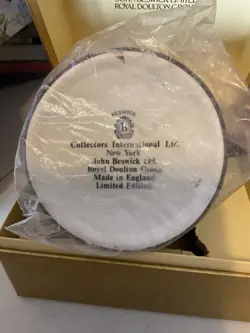 ROYAL DOULTON GROUP
BESWICK
b
Collectors International Ltd.
New York
John Beswick Ltd.
Royal Doulton Group
Made in England
Limited Edition